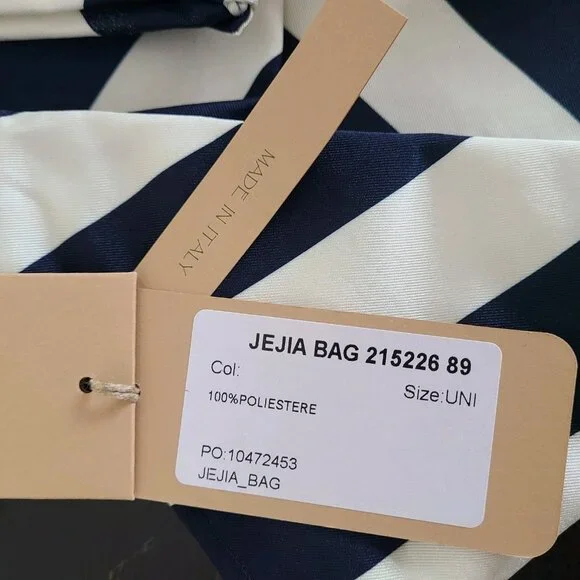 MADE IN ITALY
JEJIA BAG 215226 89
Col:
Size:UNI
100%POLIESTERE
PO:10472453
JEJIA_BAG